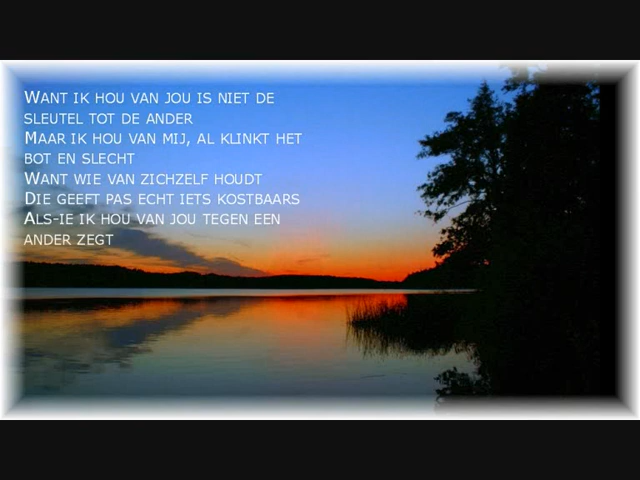 Want ik hou van jou is niet de
sleutel tot de ander
Maar ik hou van mij, al klinkt het
bot en slecht
Want wie van zichzelf houdt
Die geeft pas echt iets kostbaars
Als-ie ik hou van jou tegen een
ander zegt